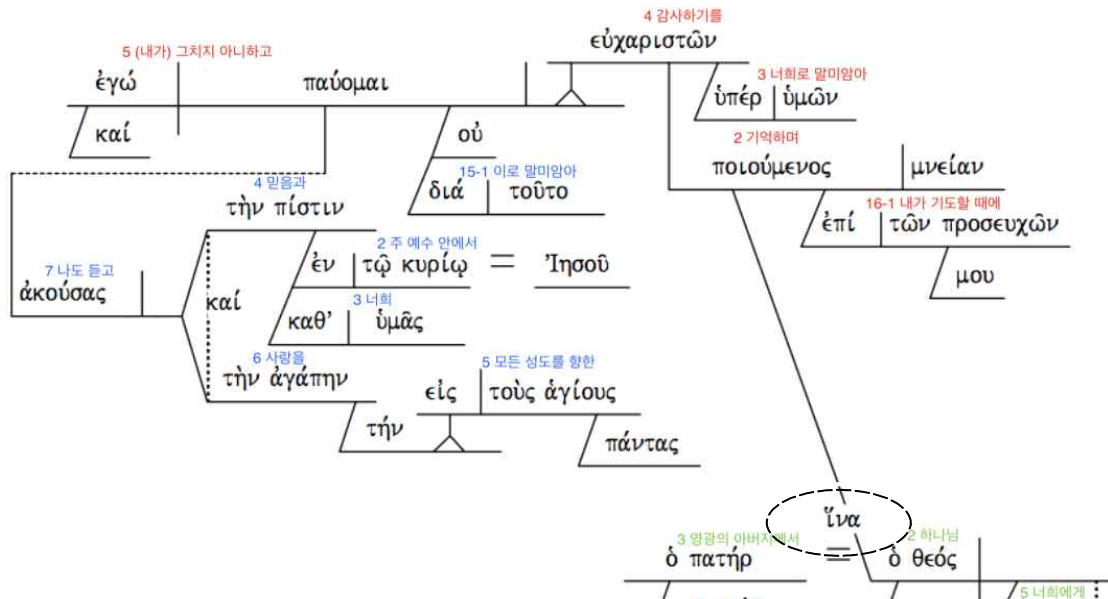 4 감사하기를
εὐχαριστῶν
5 (내가) 그치지 아니하고
ἐγώ παύομαι
3 너희로 말미암아
ὑπέρ ὑμῶν
καί οὐ
2 기억하며
ποιούμενος μνείαν
15-1 이로 말미암아
διά τοῦτο
4 믿음과
τὴν πίστιν
16-1 내가 기도할 때에
ἐπί τῶν προσευχῶν
2 주 예수 안에서
ἐν τῷ κυρίῳ = Ἰησοῦ
μου
7 나도 듣고
ἀκούσας
καί
3 너희
καθ’ ὑμᾶς
6 사랑을
τὴν ἀγάπην
5 모든 성도를 향한
εἰς τοὺς ἁγίους
τήν
πάντας
ἵνα
3 영광의 아버지께서
2 하나님
ὁ πατήρ = ὁ θεός
5 너희에게